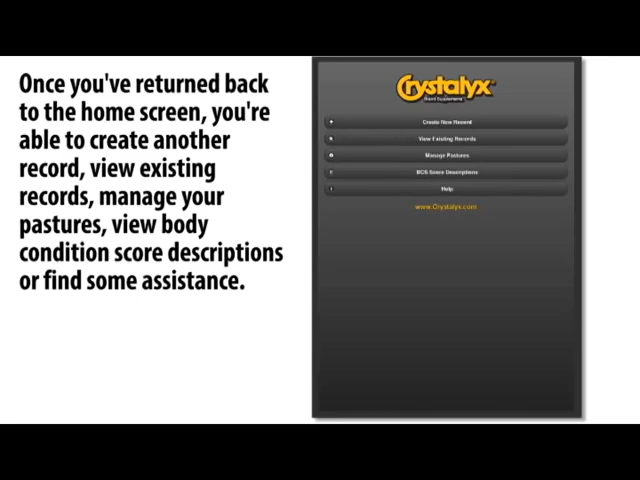 Once you've returned back
to the home screen, you're
able to create another
record, view existing
records, manage your
pastures, view body
condition score descriptions
or find some assistance.
Crystalyx
Brand Supplements
Create New Record
View Existing Records
Manage Pastures
BCS Score Descriptions
Help
www.Crystalyx.com